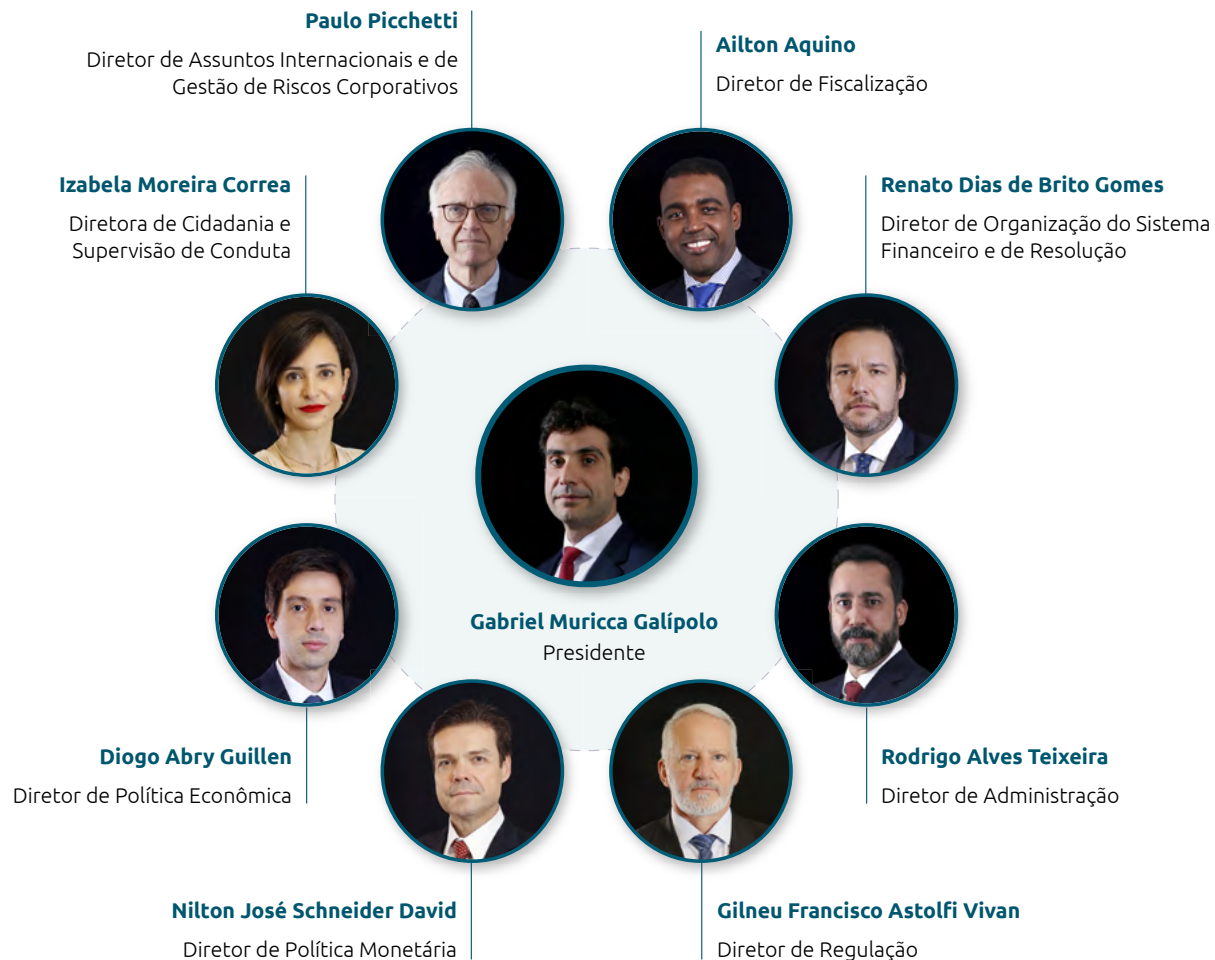 Paulo Picchetti
Diretor de Assuntos Internacionais e de
Gestão de Riscos Corporativos
Ailton Aquino
Diretor de Fiscalização
Izabela Moreira Correa
Diretora de Cidadania e
Supervisão de Conduta
Renato Dias de Brito Gomes
Diretor de Organização do Sistema
Financeiro e de Resolução
Gabriel Muricca Galípolo
Presidente
Diogo Abry Guillen
Diretor de Política Econômica
Rodrigo Alves Teixeira
Diretor de Administração
Nilton José Schneider David
Diretor de Política Monetária
Gilneu Francisco Astolfi Vivan
Diretor de Regulação